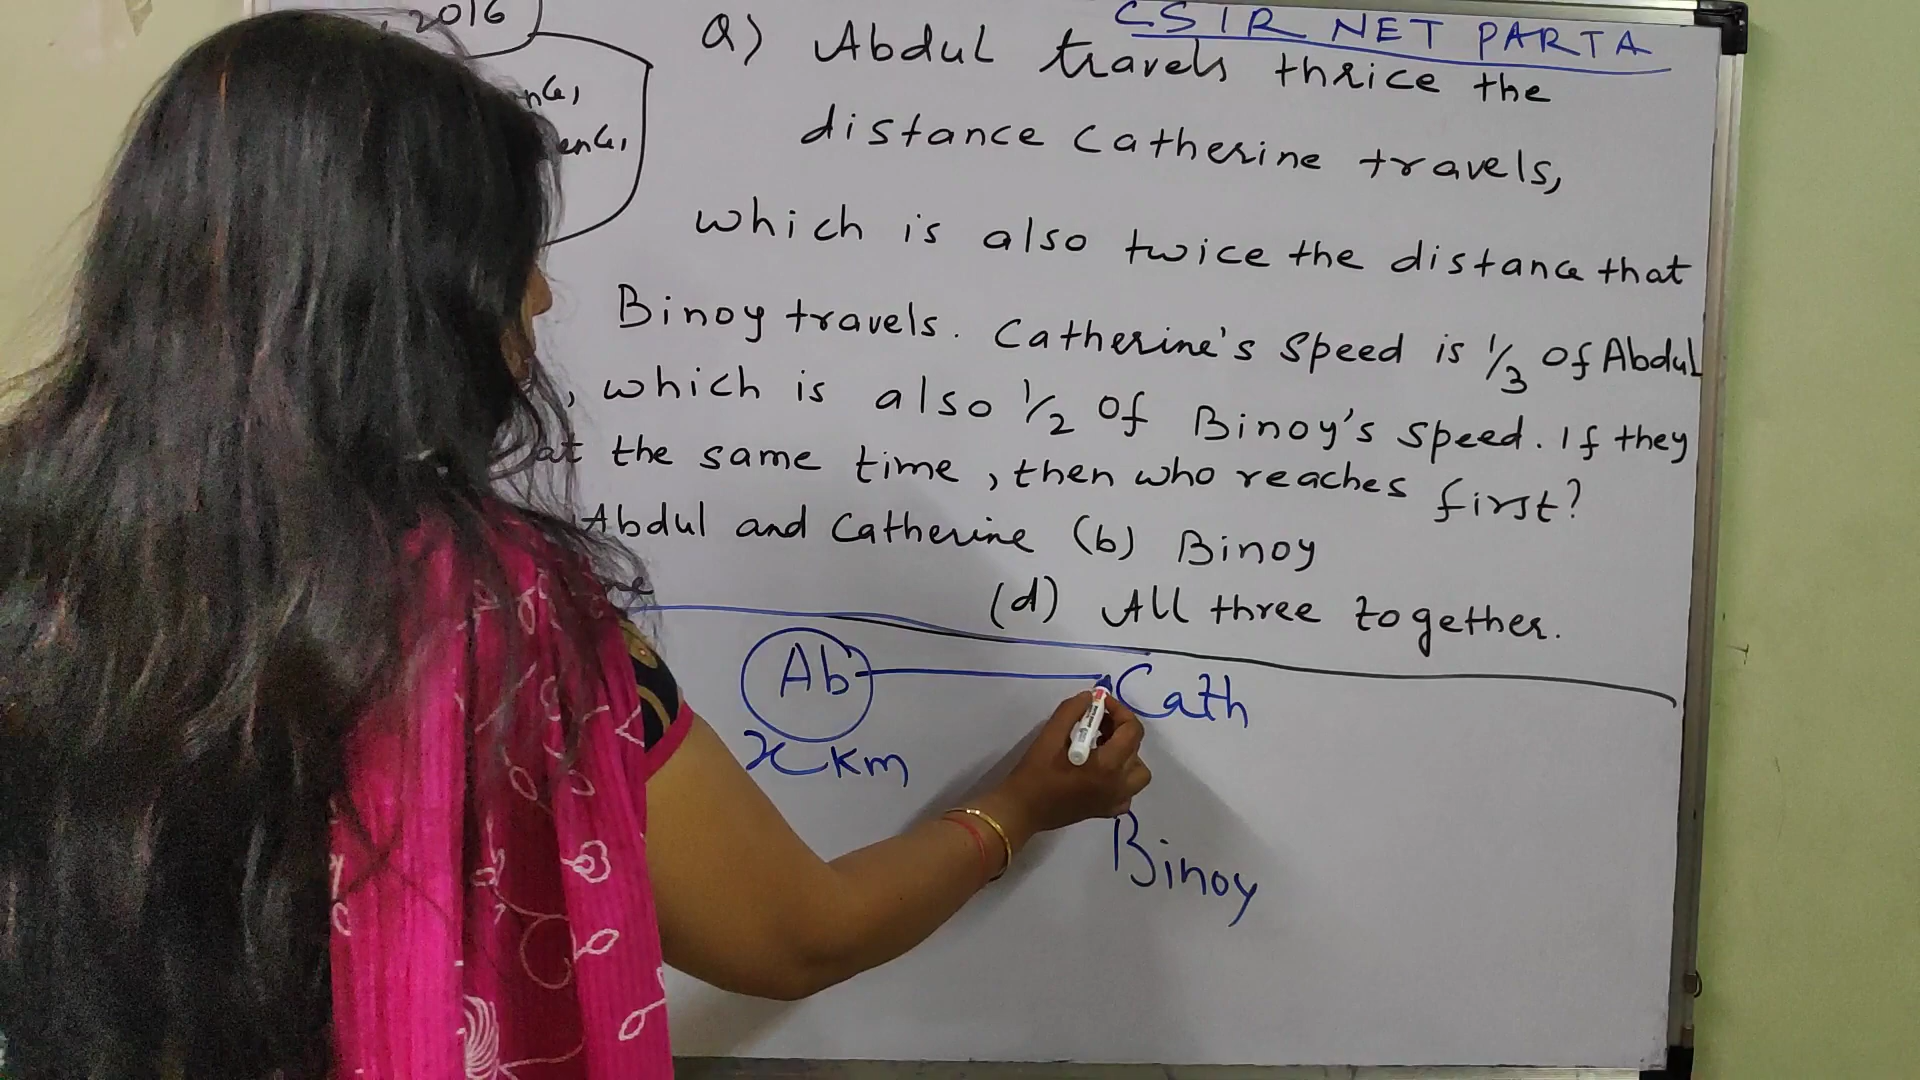 2016
CSIR NET PART A
Q) Abdul travels thrice the
distance Catherine travels,
which is also twice the distance that
Binoy travels. Catherine's Speed is 1/3 of Abdul
, which is also 1/2 of Binoy's speed. If they
at the same time, then who reaches first?
Abdul and Catherine (b) Binoy
(d) All three together.
Ab
Cath
x km
Binoy